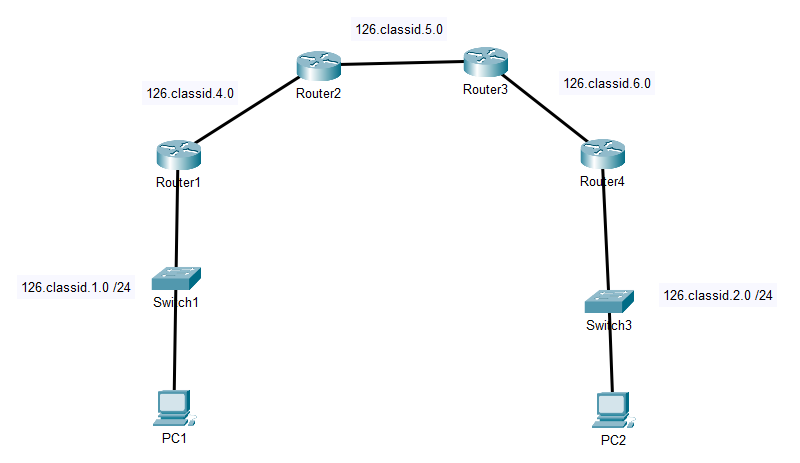 126.classid.5.0
Router2
Router3
126.classid.4.0
126.classid.6.0
Router1
Router4
126.classid.1.0 /24
Switch1
126.classid.2.0 /24
Switch3
PC1
PC2